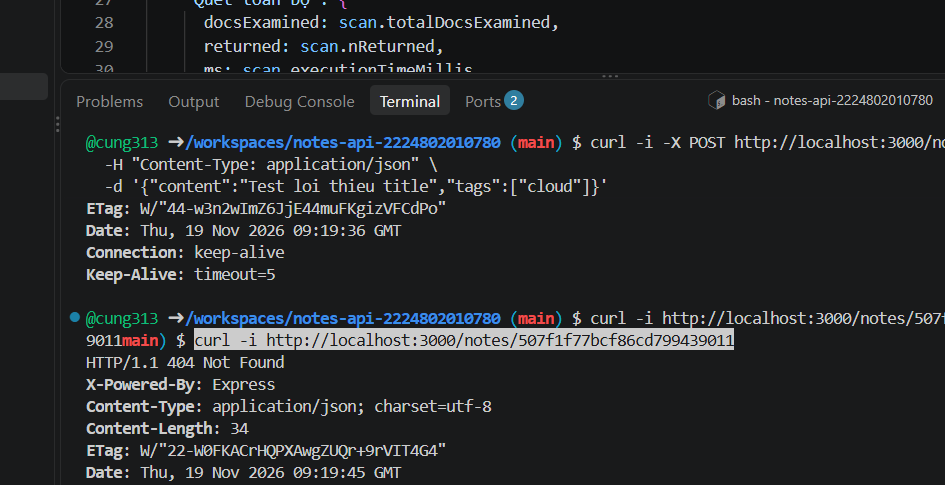 27 "Quét toàn bộ": {
28 docsExamined: scan.totalDocsExamined,
29 returned: scan.nReturned,
30 ms: scan.executionTimeMillis
Problems Output Debug Console Terminal Ports 2 bash - notes-api-2224802010780
@cung313 ➜/workspaces/notes-api-2224802010780 (main) $ curl -i -X POST http://localhost:3000/no
-H "Content-Type: application/json" \
-d '{"content":"Test loi thieu title","tags":["cloud"]}'
ETag: W/"44-w3n2wImZ6JjE44muFKgizVFCdPo"
Date: Thu, 19 Nov 2026 09:19:36 GMT
Connection: keep-alive
Keep-Alive: timeout=5
@cung313 ➜/workspaces/notes-api-2224802010780 (main) $ curl -i http://localhost:3000/notes/507f
9011main) $ curl -i http://localhost:3000/notes/507f1f77bcf86cd799439011
HTTP/1.1 404 Not Found
X-Powered-By: Express
Content-Type: application/json; charset=utf-8
Content-Length: 34
ETag: W/"22-W0FKACrHQPXAwgZUQr+9rVIT4G4"
Date: Thu, 19 Nov 2026 09:19:45 GMT